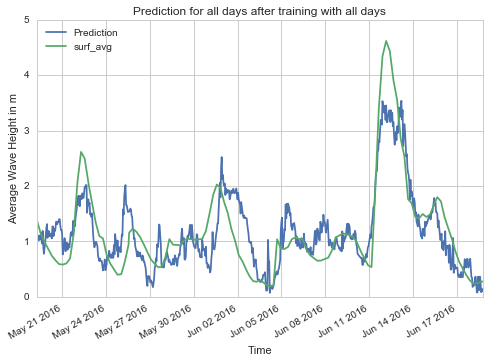 Prediction for all days after training with all days
Prediction
surf_avg
Average Wave Height in m
5
4
3
2
1
0
May 21 2016
May 24 2016
May 27 2016
May 30 2016
Jun 02 2016
Jun 05 2016
Jun 08 2016
Jun 11 2016
Jun 14 2016
Jun 17 2016
Time